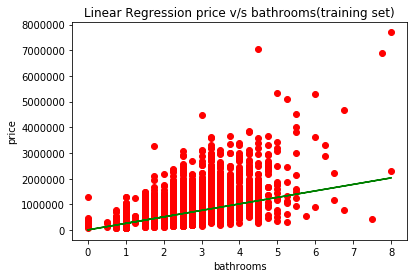 Linear Regression price v/s bathrooms(training set)
8000000
7000000
6000000
5000000
4000000
3000000
2000000
1000000
0
price
0 1 2 3 4 5 6 7 8
bathrooms